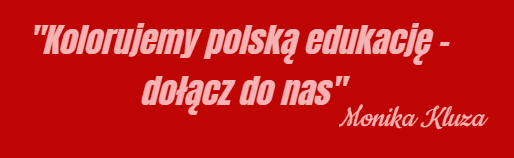 "Kolorujemy polską edukację -
dołącz do nas"
Monika Kluza